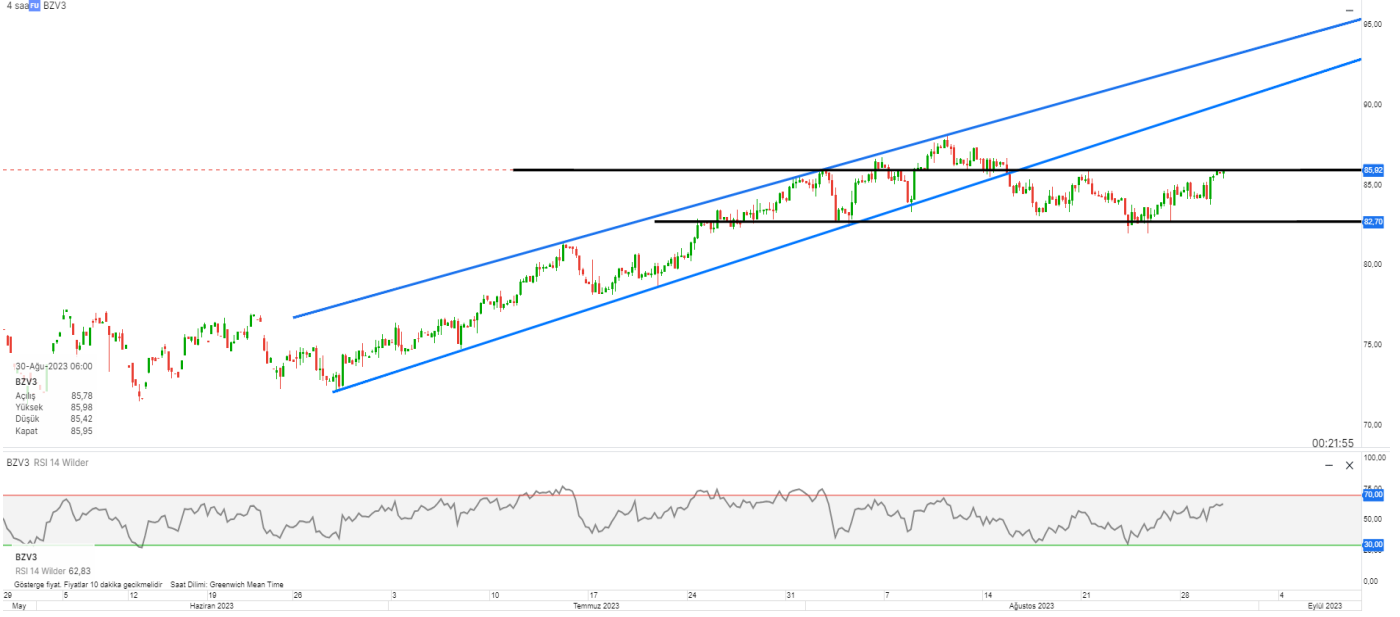 4 saa FU BZV3
95,00
90,00
85,92
85,00
82,70
80,00
75,00
70,00
30-Ağu-2023 06:00
BZV3
Açılış 85,78
Yüksek 85,98
Düşük 85,42
Kapat 85,95
00:21:55
BZV3 RSI 14 Wilder
100,00
70,00
50,00
30,00
0,00
BZV3
RSI 14 Wilder 62,83
Gösterge fiyat. Fiyatlar 10 dakika gecikmelidir Saat Dilimi: Greenwich Mean Time
29 5 12 19 26 3 10 17 24 31 7 14 21 28 4
May Haziran 2023 Temmuz 2023 Ağustos 2023 Eylül 2023